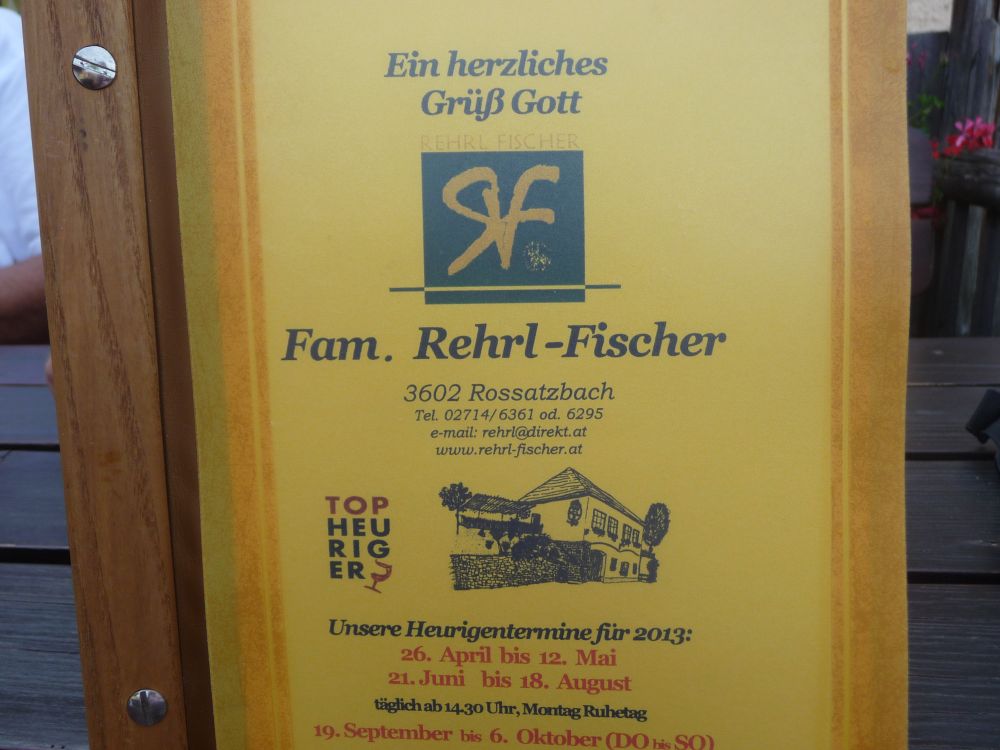 Ein herzliches
Grüß Gott
REHRL FISCHER
RF
Fam. Rehrl-Fischer
3602 Rossatzbach
Tel. 02714/6361 od. 6295
e-mail: rehrl@direkt.at
www.rehrl-fischer.at
TOP
HEU
RIG
ER
Unsere Heurigentermine für 2013:
26. April bis 12. Mai
21. Juni bis 18. August
täglich ab 14.30 Uhr, Montag Ruhetag
19. September bis 6. Oktober (DO bis SO)